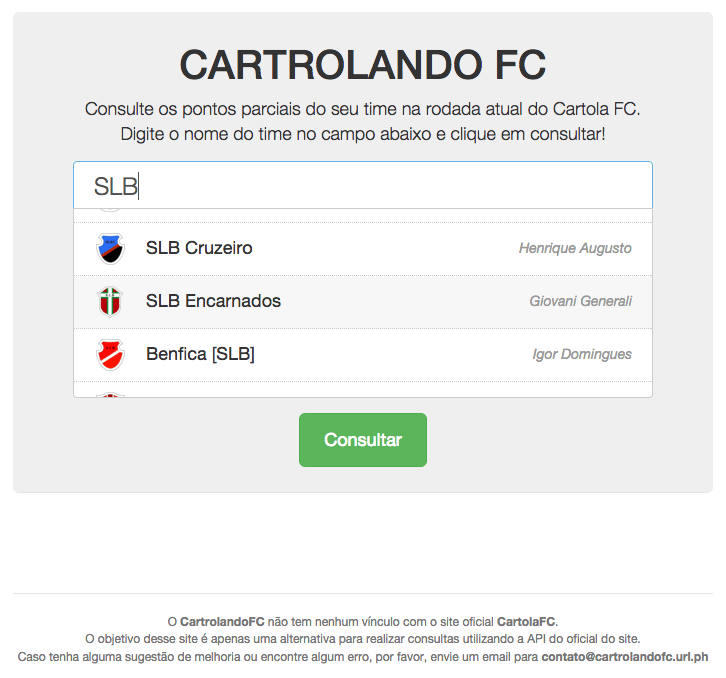 CARTROLANDO FC
Consulte os pontos parciais do seu time na rodada atual do Cartola FC.
Digite o nome do time no campo abaixo e clique em consultar!
SLB
SLB Cruzeiro Henrique Augusto
SLB Encarnados Giovani Generali
Benfica [SLB] Igor Domingues
Consultar
O CartrolandoFC não tem nenhum vínculo com o site oficial CartolaFC.
O objetivo desse site é apenas uma alternativa para realizar consultas utilizando a API do oficial do site.
Caso tenha alguma sugestão de melhoria ou encontre algum erro, por favor, envie um email para contato@cartrolandofc.url.ph